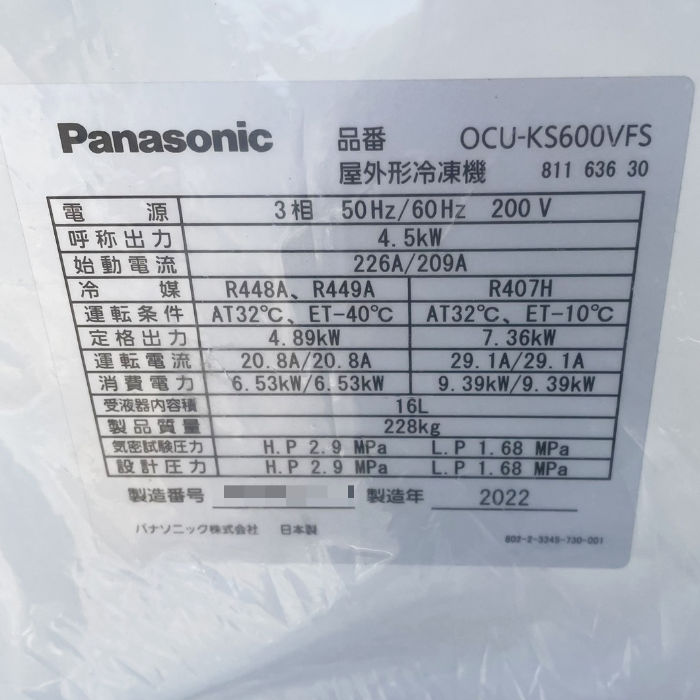 Panasonic 品番 OCU-KS600VFS
屋外形冷凍機 811 636 30
電源 3相 50Hz/60Hz 200V
呼称出力 4.5kW
始動電流 226A/209A
冷媒 R448A、R449A R407H
運転条件 AT32℃、ET-40℃ AT32℃、ET-10℃
定格出力 4.89kW 7.36kW
運転電流 20.8A/20.8A 29.1A/29.1A
消費電力 6.53kW/6.53kW 9.39kW/9.39kW
受液器内容積 16L
製品質量 228kg
気密試験圧力 H.P 2.9 MPa L.P 1.68 MPa
設計圧力 H.P 2.9 MPa L.P 1.68 MPa
製造番号 製造年 2022
パナソニック株式会社 日本製
802-2-3345-730-001